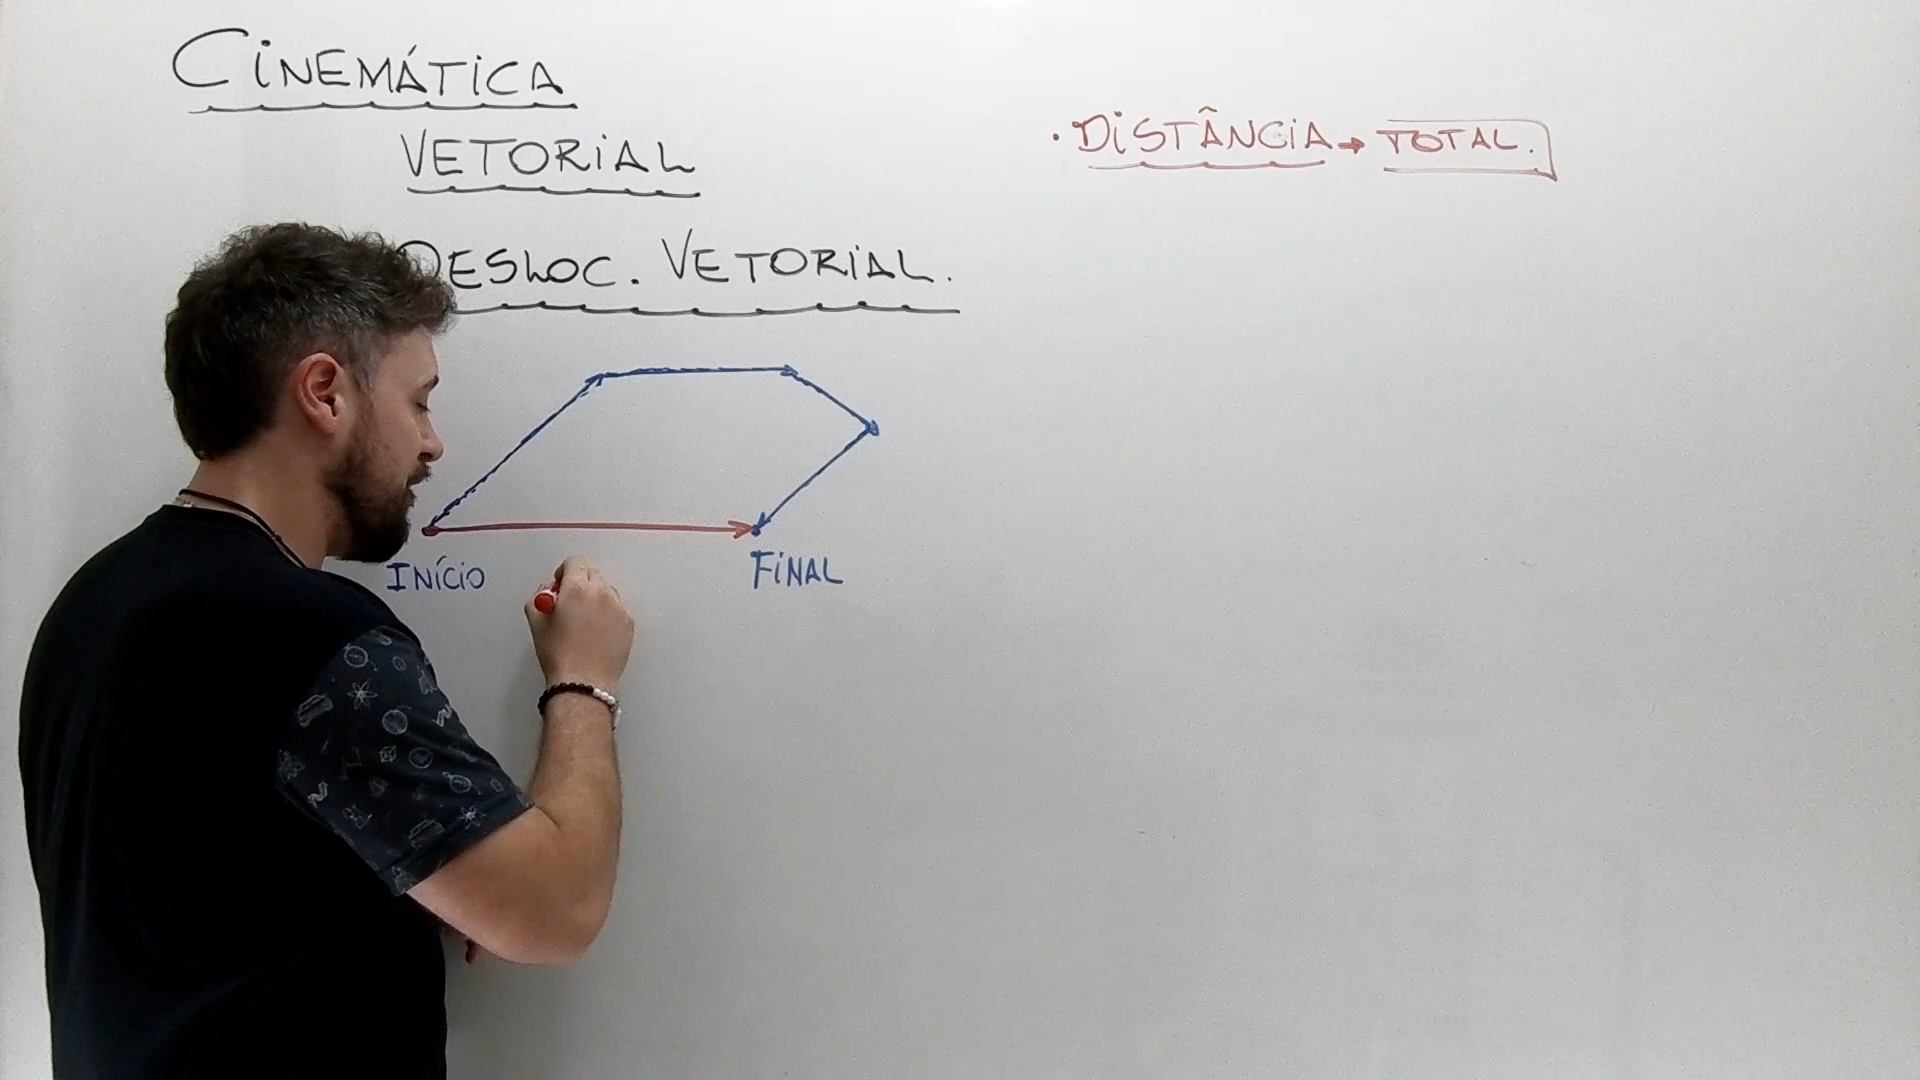 CINEMÁTICA
VETORIAL
DESLOC. VETORIAL.
INÍCIO
FINAL
· DISTÂNCIA → TOTAL.